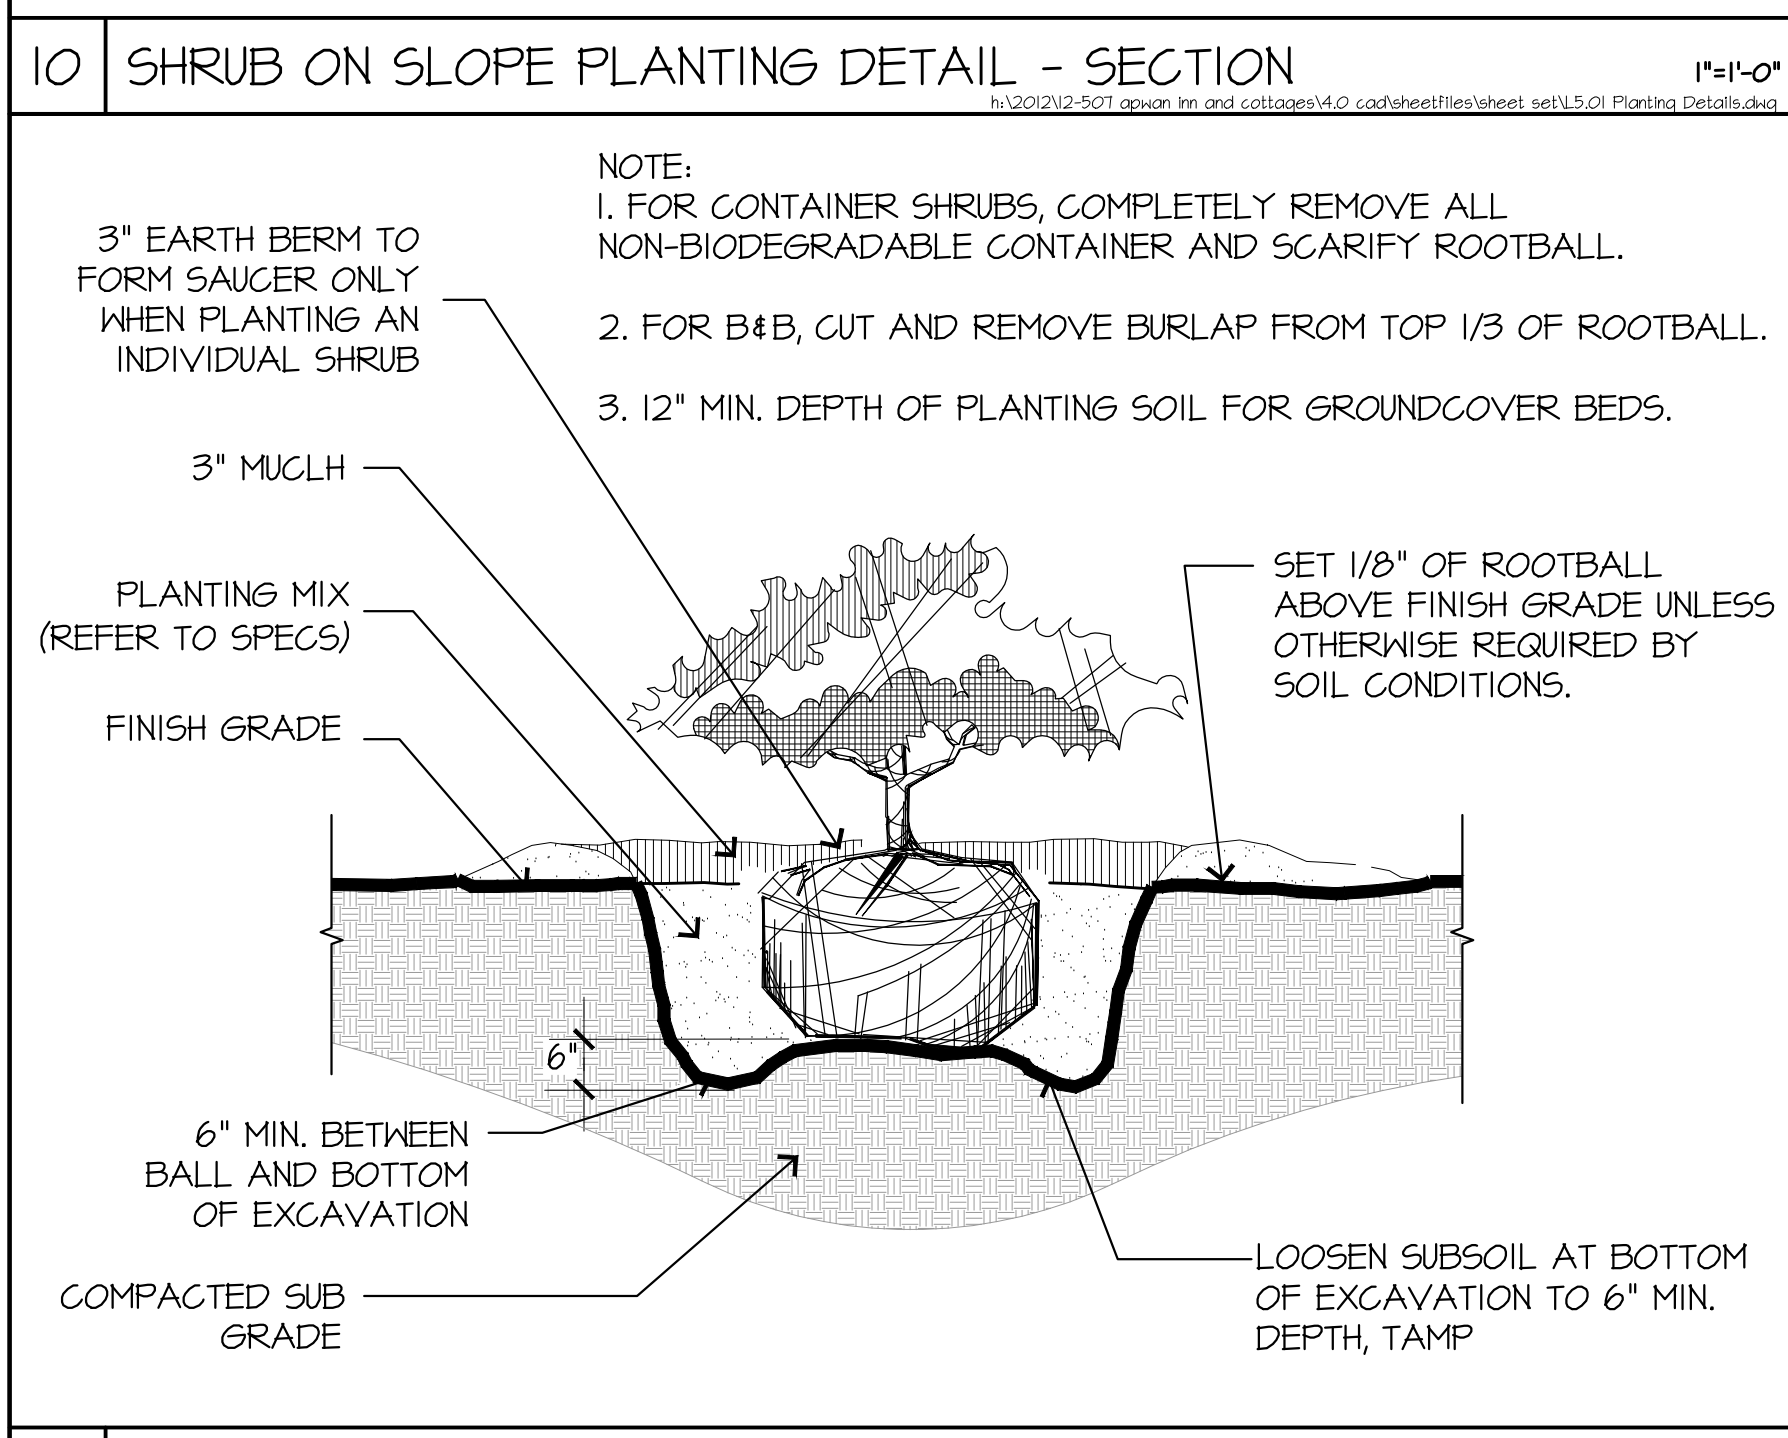 10
SHRUB ON SLOPE PLANTING DETAIL - SECTION
1"=1'-0"
h:\2012\12-507 apwan inn and cottages\4.0 cad\sheetfiles\sheet set\L5.01 Planting Details.dwg
NOTE:
1. FOR CONTAINER SHRUBS, COMPLETELY REMOVE ALL
NON-BIODEGRADABLE CONTAINER AND SCARIFY ROOTBALL.
2. FOR B&B, CUT AND REMOVE BURLAP FROM TOP 1/3 OF ROOTBALL.
3. 12" MIN. DEPTH OF PLANTING SOIL FOR GROUNDCOVER BEDS.
3" EARTH BERM TO
FORM SAUCER ONLY
WHEN PLANTING AN
INDIVIDUAL SHRUB
3" MUCLH
PLANTING MIX
(REFER TO SPECS)
FINISH GRADE
SET 1/8" OF ROOTBALL
ABOVE FINISH GRADE UNLESS
OTHERWISE REQUIRED BY
SOIL CONDITIONS.
6"
6" MIN. BETWEEN
BALL AND BOTTOM
OF EXCAVATION
COMPACTED SUB
GRADE
LOOSEN SUBSOIL AT BOTTOM
OF EXCAVATION TO 6" MIN.
DEPTH, TAMP